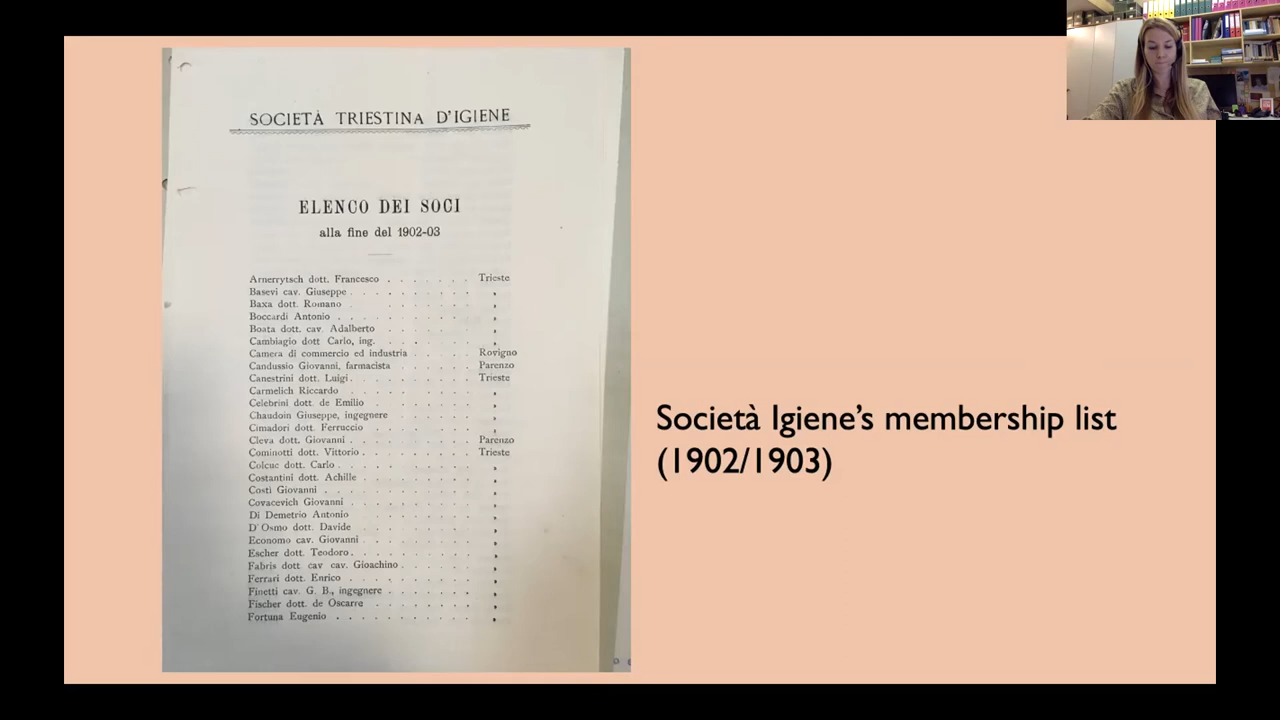 SOCIETÀ TRIESTINA D'IGIENE
ELENCO DEI SOCI
alla fine del 1902-03
Amerrytsch dott. Francesco . . . . . . . Trieste
Basevi cav. Giuseppe . . . . . . . . „
Baxa dott. Romano . . . . . . . „
Boccardi Antonio . . . . . . . . „
Boata dott. cav. Adalberto . . . . . . „
Cambiagio dott Carlo, ing. . . . . . . „
Camera di commercio ed industria . . . . . Rovigno
Candussio Giovanni, farmacista . . . . . Parenzo
Canestrini dott. Luigi . . . . . . . . Trieste
Carmelich Riccardo . . . . . . . „
Celebrini dott. de Emilio . . . . . . „
Chaudoin Giuseppe, ingegnere . . . . . „
Cimadori dott. Ferruccio . . . . . . „
Cleva dott. Giovanni . . . . . . . . Parenzo
Cominotti dott. Vittorio . . . . . . . Trieste
Colcuc dott. Carlo . . . . . . . . „
Costantini dott. Achille . . . . . . . „
Costi Giovanni . . . . . . . . . „
Covacevich Giovanni . . . . . . . „
Di Demetrio Antonio . . . . . . . „
D'Osmo dott. Davide . . . . . . . „
Economo cav. Giovanni . . . . . . . „
Escher dott. Teodoro . . . . . . . . „
Fabris dott cav cav. Gioachino . . . . . „
Ferrari dott. Enrico . . . . . . . . „
Finetti cav. G. B., ingegnere . . . . . . „
Fischer dott. de Oscarre . . . . . . „
Fortuna Eugenio . . . . . . . . „
Società Igiene's membership list
(1902/1903)